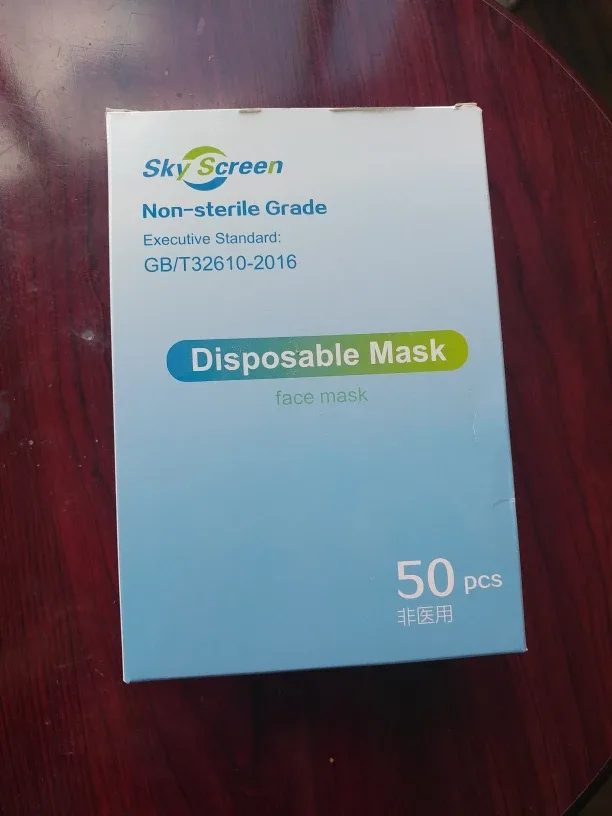 Sky Screen
Non-sterile Grade
Executive Standard:
GB/T32610-2016
Disposable Mask
face mask
50 pcs
非医用